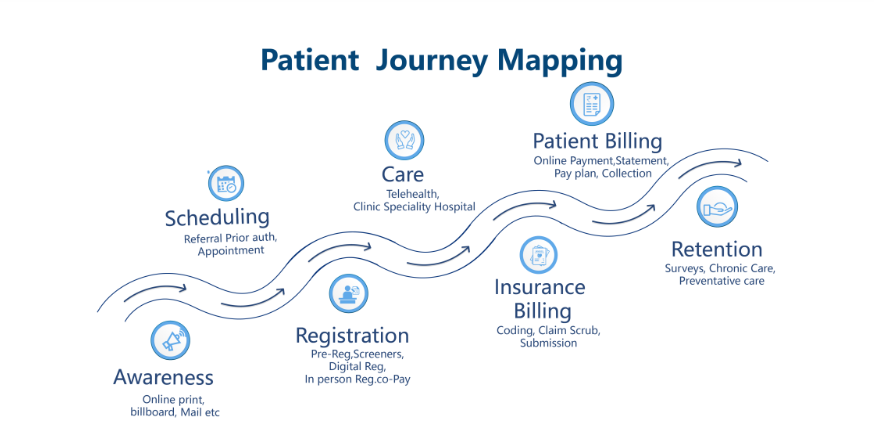 Patient Journey Mapping
Awareness
Online print,
billboard, Mail etc
Scheduling
Referral Prior auth,
Appointment
Registration
Pre-Reg,Screeners,
Digital Reg,
In person Reg.co-Pay
Care
Telehealth,
Clinic Speciality Hospital
Insurance
Billing
Coding, Claim Scrub,
Submission
Patient Billing
Online Payment,Statement,
Pay plan, Collection
Retention
Surveys, Chronic Care,
Preventative care